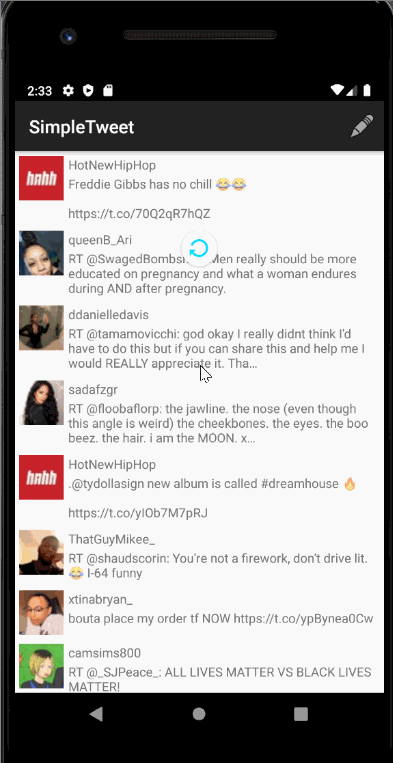 2:33
SimpleTweet
hnhh
HotNewHipHop
Freddie Gibbs has no chill 😂😂
https://t.co/70Q2qR7hQZ
queenB_Ari
RT @SwagedBombs Men really should be more
educated on pregnancy and what a woman endures
during AND after pregnancy.
ddanielledavis
RT @tamamovicchi: god okay I really didnt think I'd
have to do this but if you can share this and help me I
would REALLY appreciate it. Tha…
sadafzgr
RT @floobaflorp: the jawline. the nose (even though
this angle is weird) the cheekbones. the eyes. the boo
beez. the hair. i am the MOON. x…
hnhh
HotNewHipHop
.@tydollasign new album is called #dreamhouse 🔥
https://t.co/yIOb7M7pRJ
ThatGuyMikee_
RT @shaudscorin: You're not a firework, don't drive lit.
😂 I-64 funny
xtinabryan_
bouta place my order tf NOW https://t.co/ypBynea0Cw
camsims800
RT @_SJPeace_: ALL LIVES MATTER VS BLACK LIVES
MATTER!